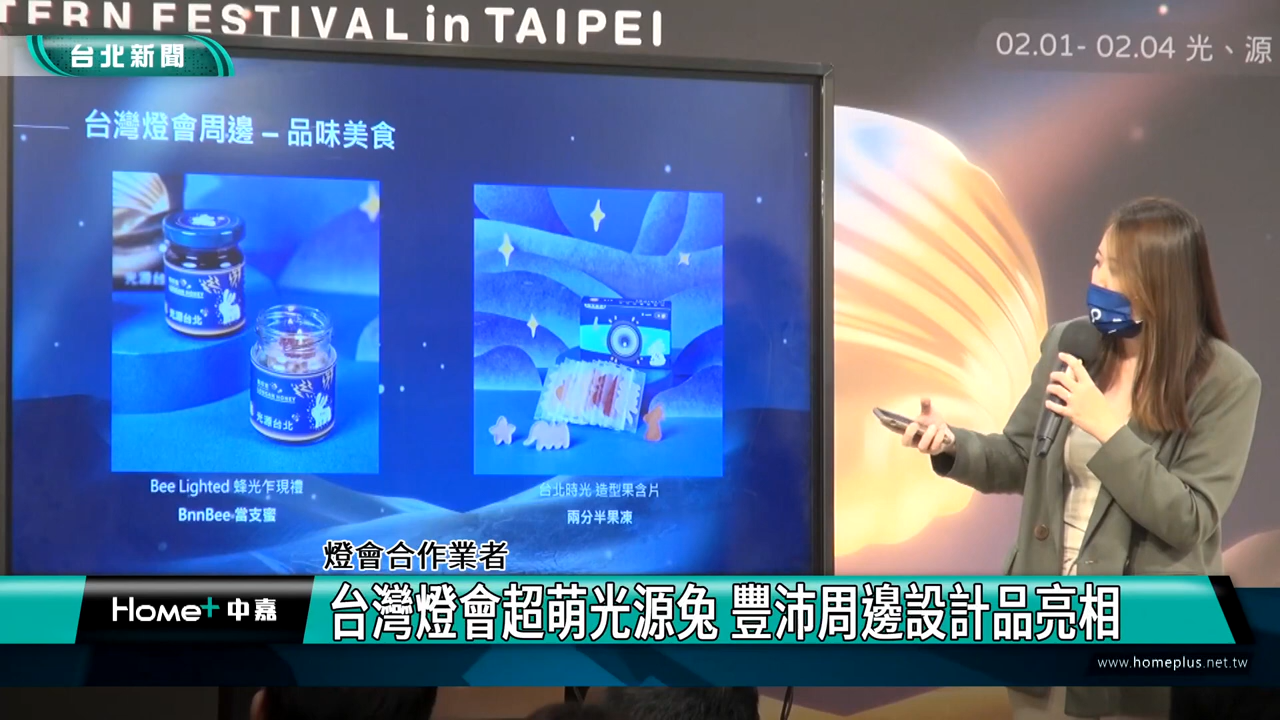 TERN FESTIVAL in TAIPEI
02.01- 02.04 光、源
台北新聞
台灣燈會周邊 – 品味美食
光源台北
光源台北
Bee Lighted 蜂光乍現禮
BnnBee-當支蜜
台北時光 造型果含片
兩分半果凍
燈會合作業者
Home+ 中嘉
台灣燈會超萌光源兔 豐沛周邊設計品亮相
www.homeplus.net.tw